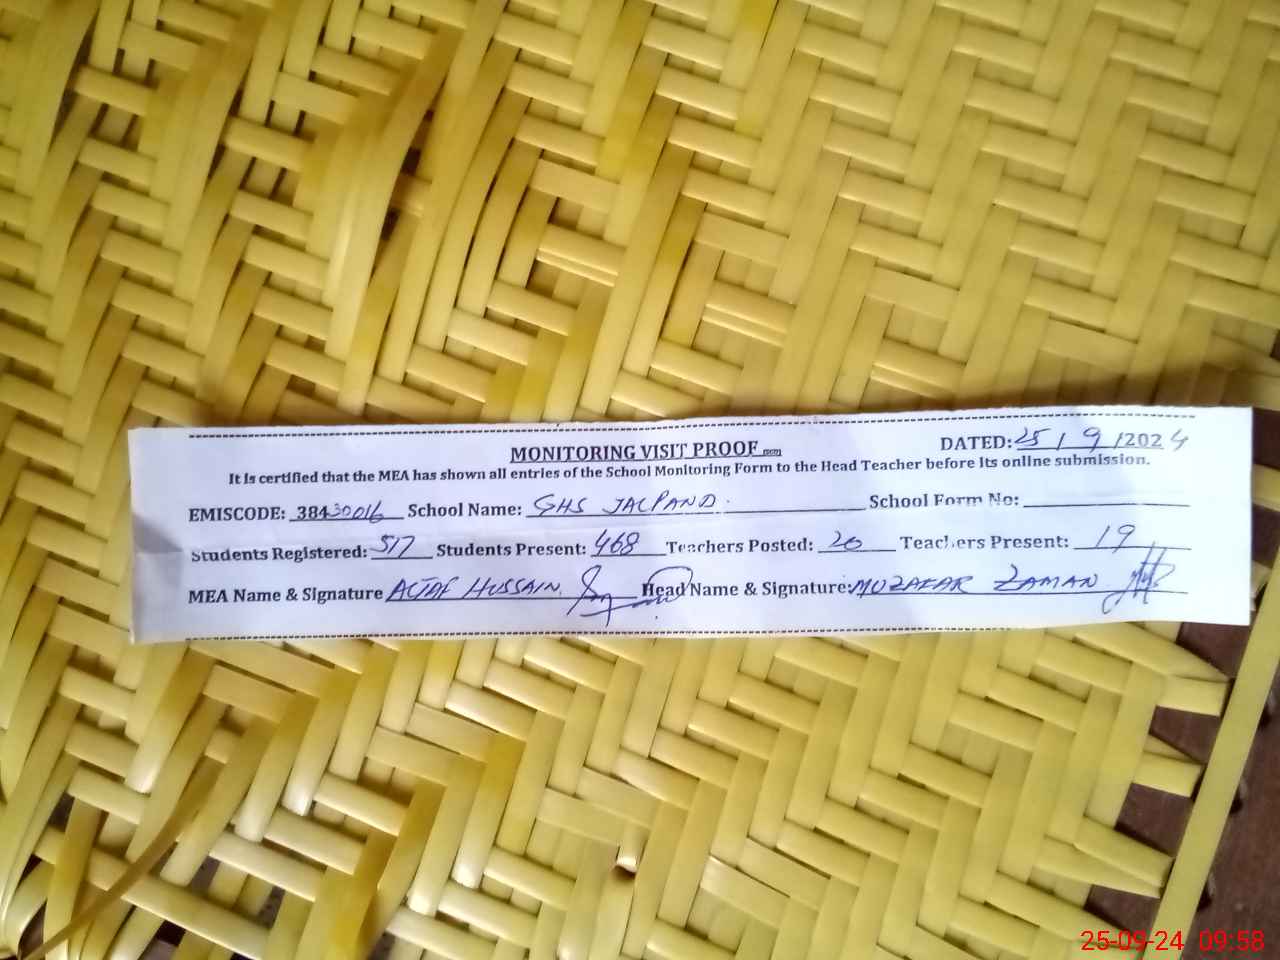 MONITORING VISIT PROOF
DATED: 25/9/2024
It is certified that the MEA has shown all entries of the School Monitoring Form to the Head Teacher before its online submission.
EMISCODE: 38430016 School Name: GHS JALPANO. School Form No:
Students Registered: 517 Students Present: 468 Teachers Posted: 20 Teachers Present: 19
MEA Name & Signature ALTAF HUSSAIN. Head Name & Signature: MUZAFAR ZAMAN
25-09-24 09:58